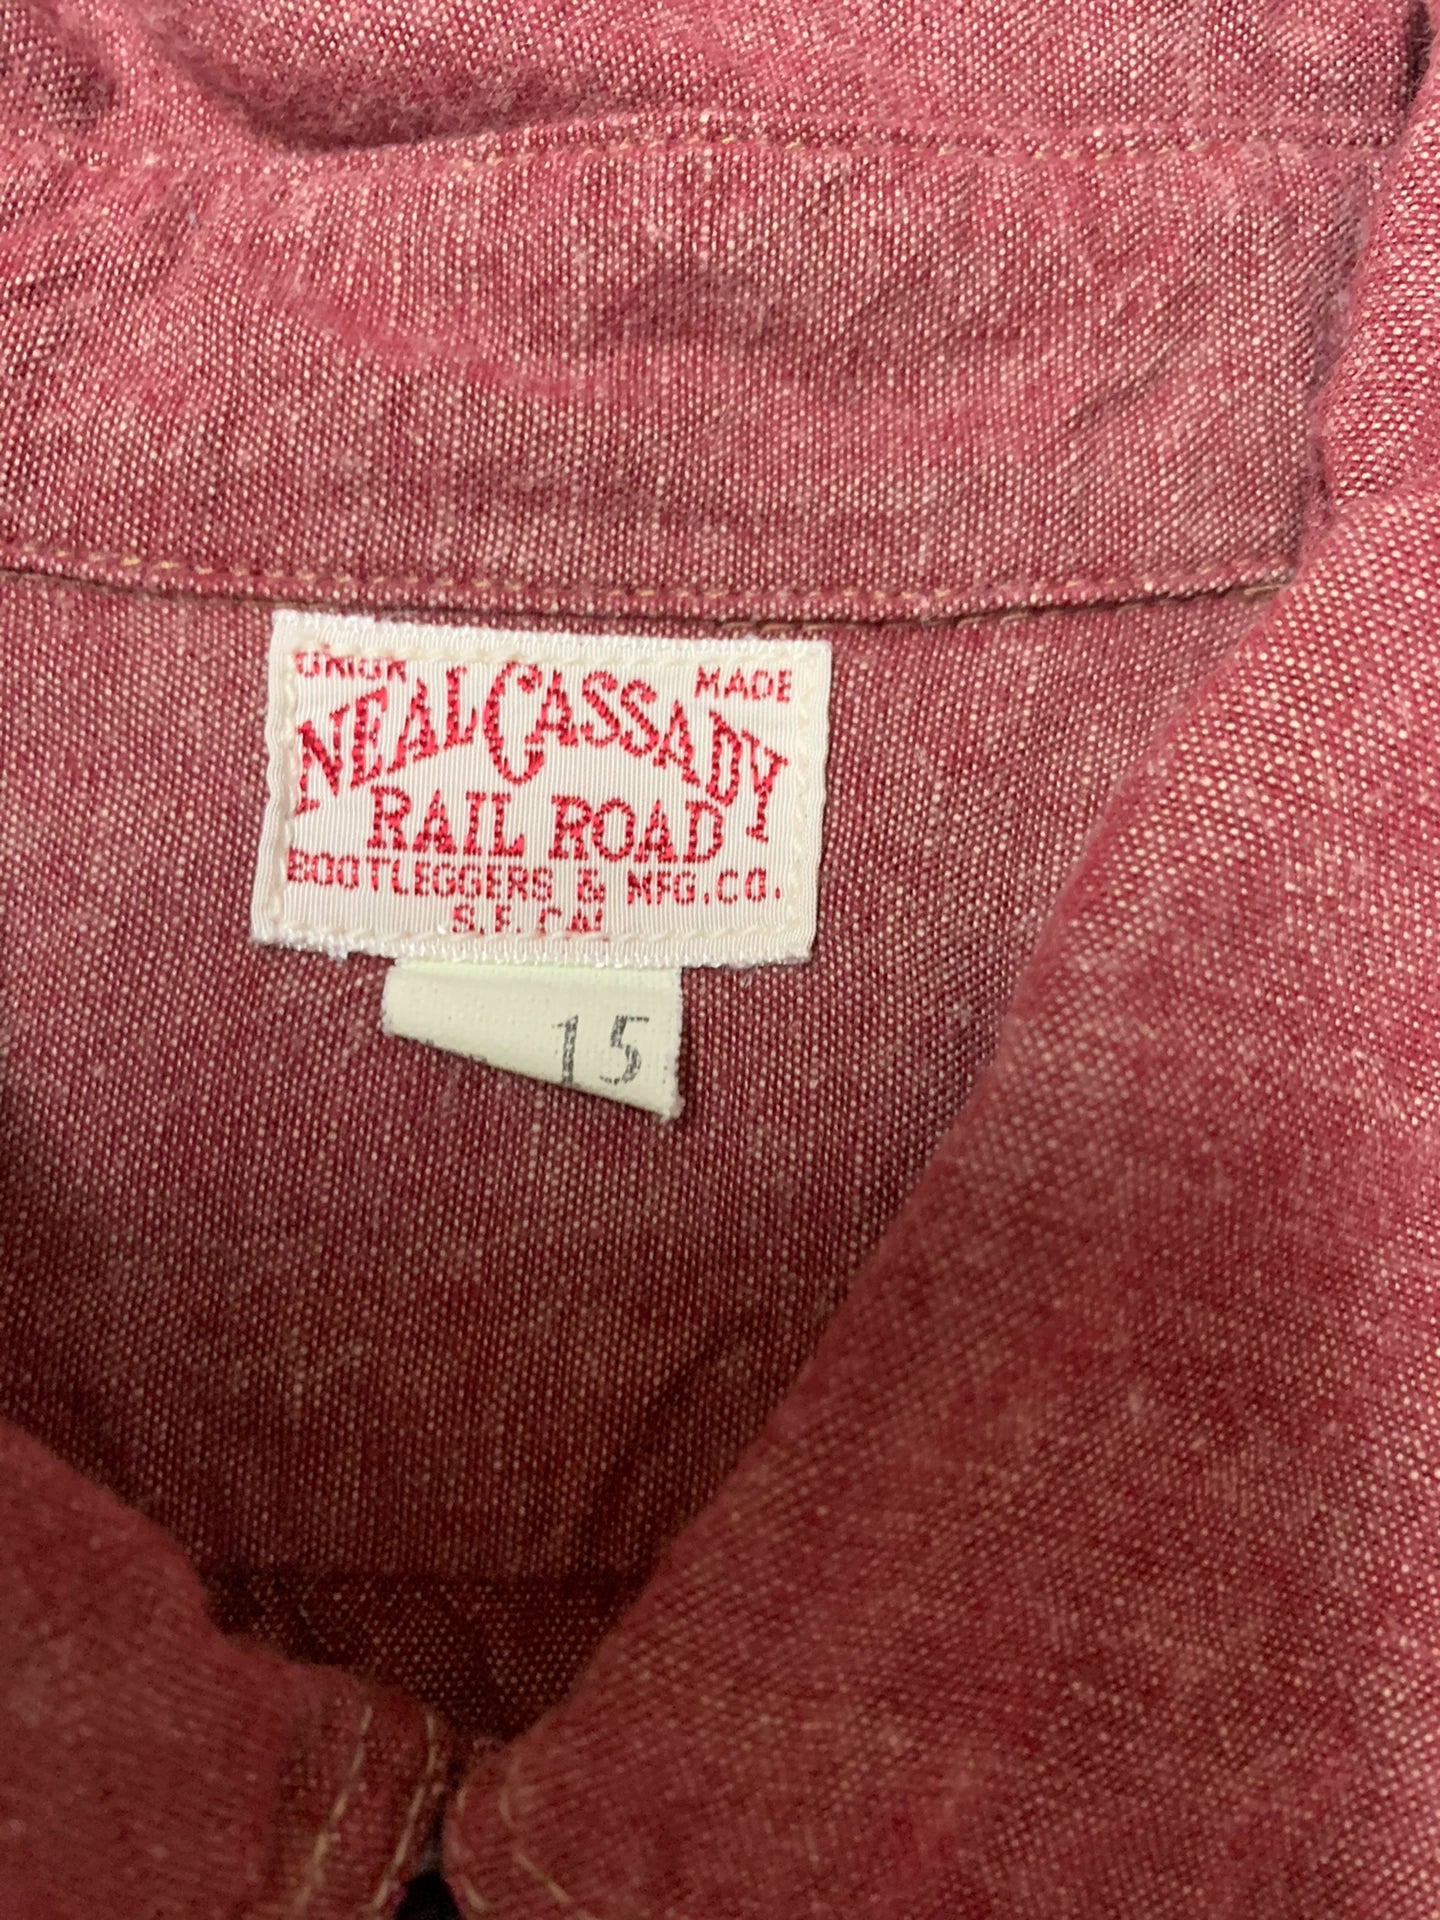 UNION MADE
NEAL CASSADY
RAIL ROAD
BOOTLEGGERS & MFG.CO.
S.F. CAL
15